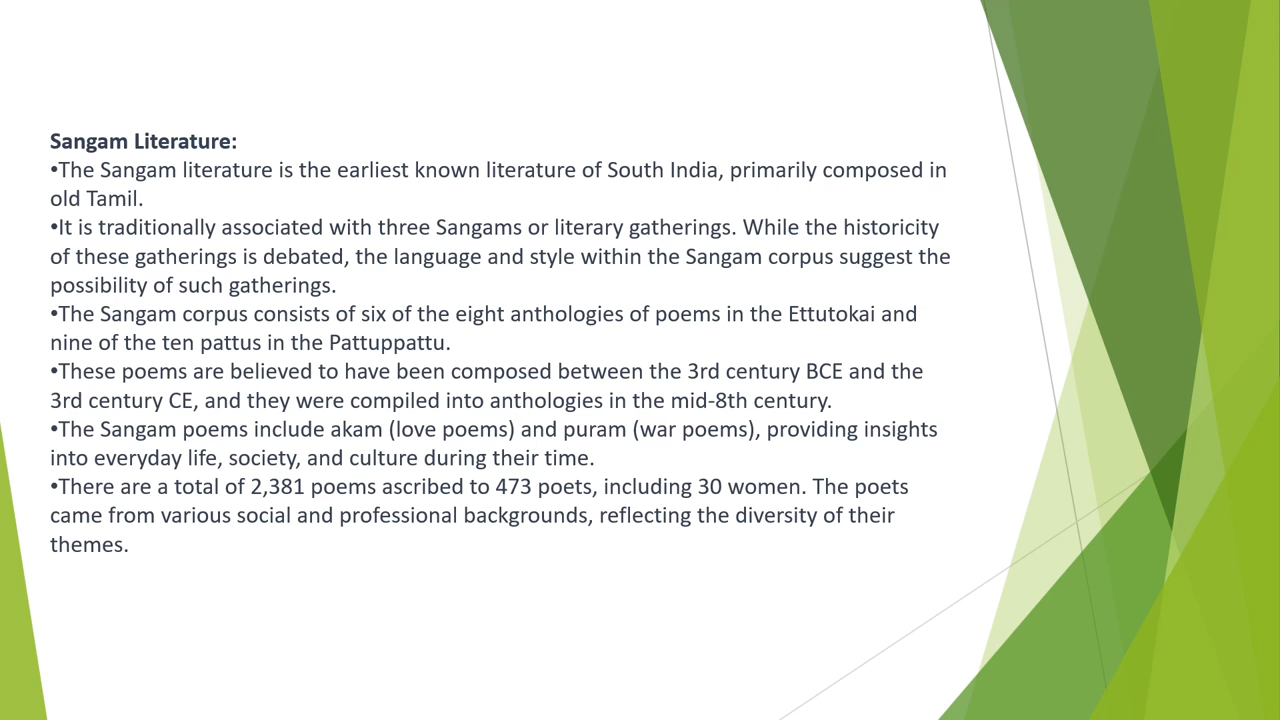 Sangam Literature:
•The Sangam literature is the earliest known literature of South India, primarily composed in
old Tamil.
•It is traditionally associated with three Sangams or literary gatherings. While the historicity
of these gatherings is debated, the language and style within the Sangam corpus suggest the
possibility of such gatherings.
•The Sangam corpus consists of six of the eight anthologies of poems in the Ettutokai and
nine of the ten pattus in the Pattuppattu.
•These poems are believed to have been composed between the 3rd century BCE and the
3rd century CE, and they were compiled into anthologies in the mid-8th century.
•The Sangam poems include akam (love poems) and puram (war poems), providing insights
into everyday life, society, and culture during their time.
•There are a total of 2,381 poems ascribed to 473 poets, including 30 women. The poets
came from various social and professional backgrounds, reflecting the diversity of their
themes.